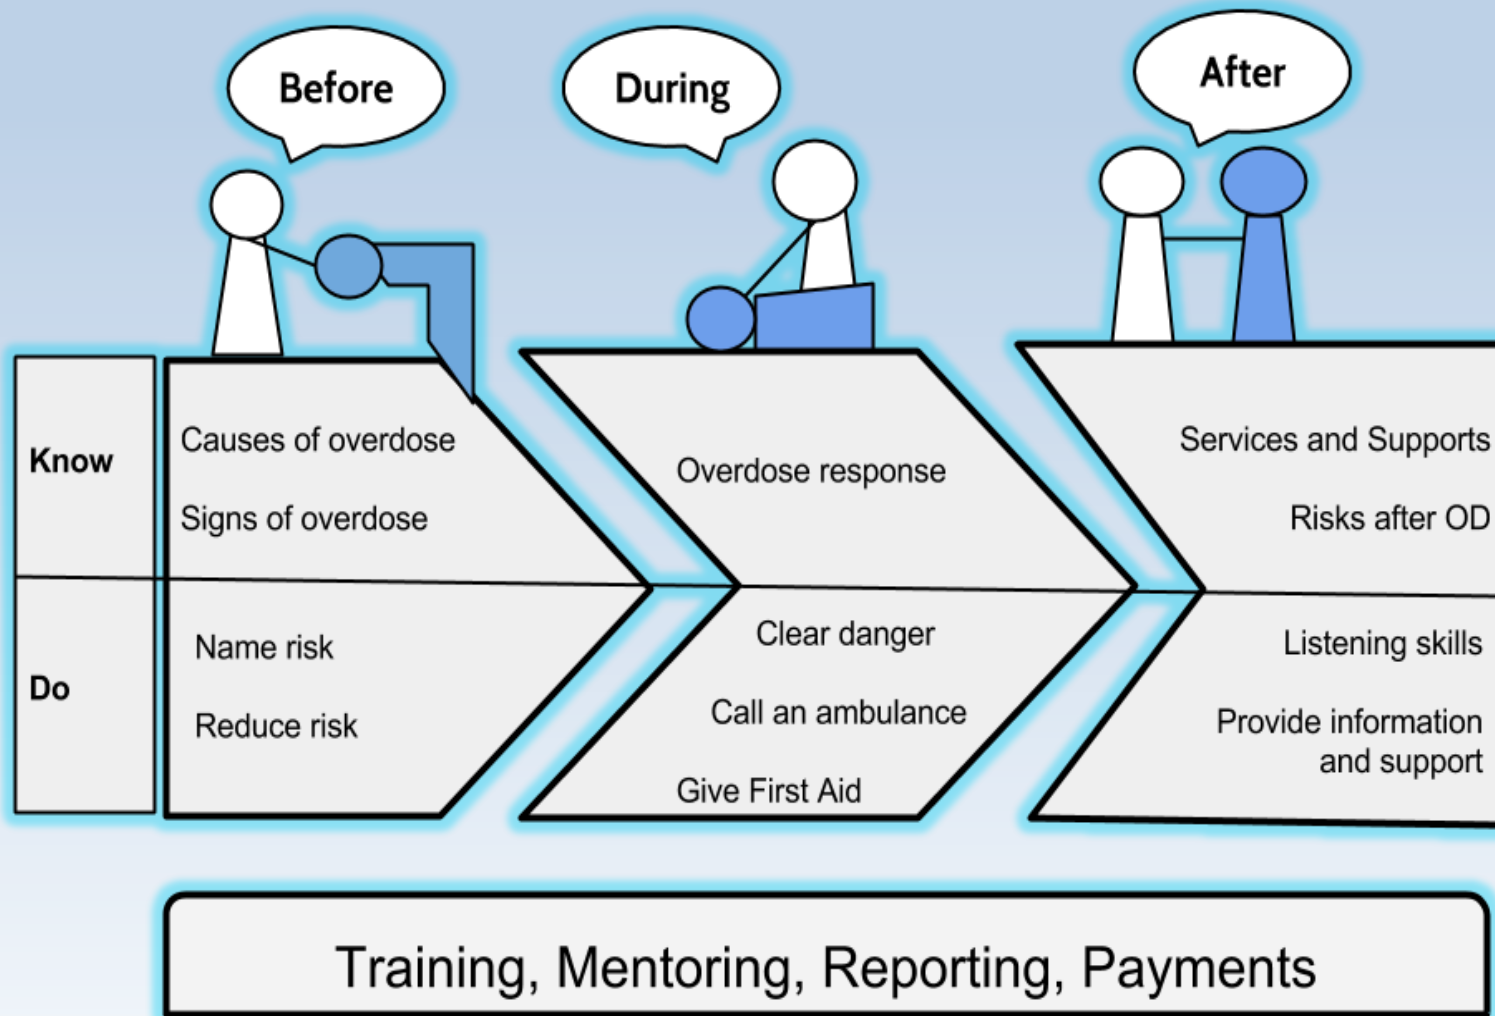 Before
During
After
Know
Causes of overdose
Signs of overdose
Overdose response
Services and Supports
Risks after OD
Do
Name risk
Reduce risk
Clear danger
Call an ambulance
Give First Aid
Listening skills
Provide information
and support
Training, Mentoring, Reporting, Payments